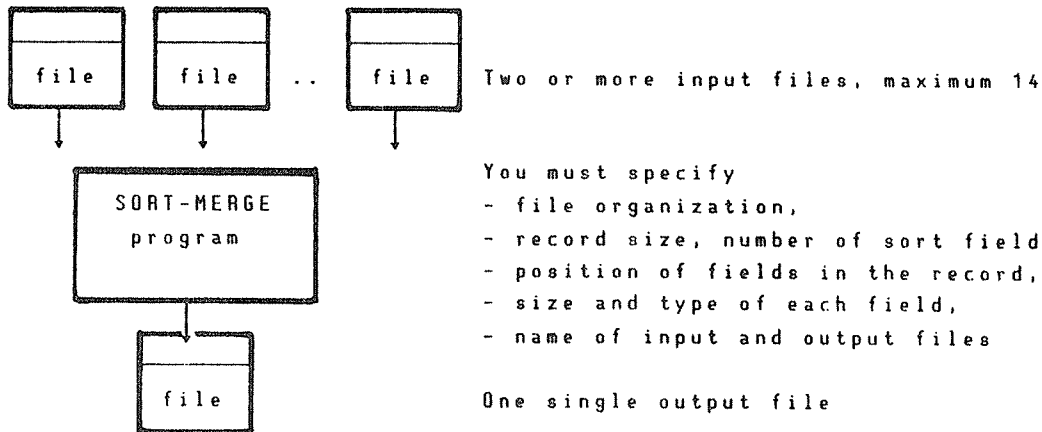 file file .. file
Two or more input files, maximum 14
SORT-MERGE
program
You must specify
- file organization,
- record size, number of sort field
- position of fields in the record,
- size and type of each field,
- name of input and output files
file
One single output file